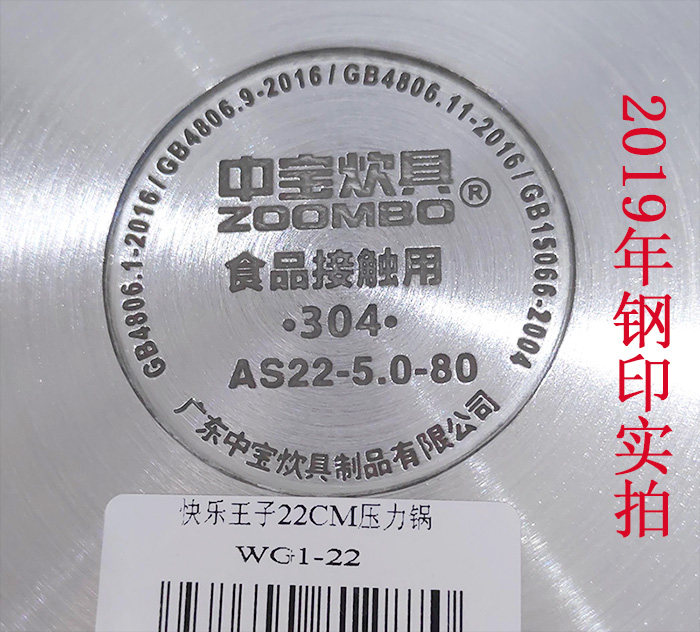 GB4806.1-2016/GB4806.9-2016/GB4806.11-2016/GB15066-2004
中宝炊具®
ZOOMBO
食品接触用
·304·
AS22-5.0-80
广东中宝炊具制品有限公司
快乐王子22CM压力锅
WG1-22
2019年钢印实拍